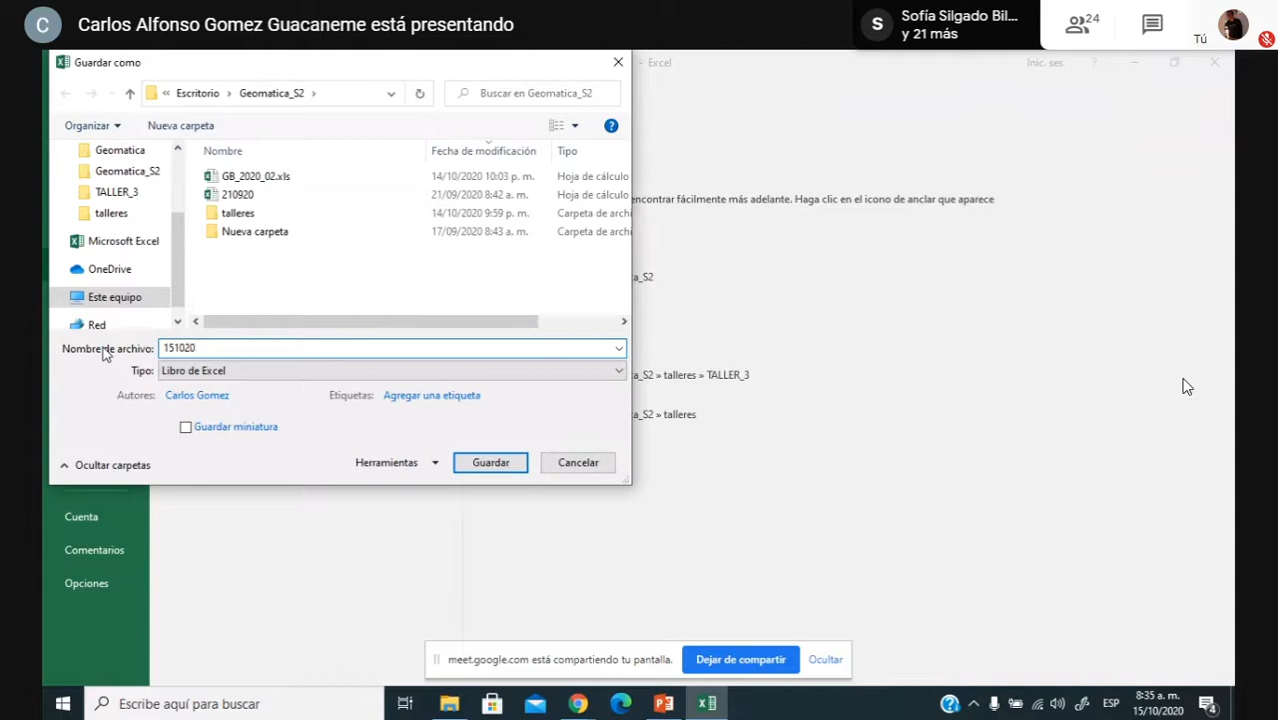 C Carlos Alfonso Gomez Guacaneme está presentando
S Sofía Silgado Bil...
y 21 más
24
Tú
Guardar como
- Excel
Inic. ses.
Escritorio > Geomatica_S2 >
Buscar en Geomatica_S2
Organizar
Nueva carpeta
Nombre Fecha de modificación Tipo
Geomatica
Geomatica_S2
TALLER_3
talleres
Microsoft Excel
OneDrive
Este equipo
Red
GB_2020_02.xls 14/10/2020 10:03 p. m. Hoja de cálculo
210920 21/09/2020 8:42 a. m. Hoja de cálculo
talleres 14/10/2020 9:59 p. m. Carpeta de archi
Nueva carpeta 17/09/2020 8:43 a. m. Carpeta de archi
encontrar fácilmente más adelante. Haga clic en el icono de anclar que aparece
ca_S2
ca_S2 » talleres » TALLER_3
ca_S2 » talleres
Nombre de archivo: 151020
Tipo: Libro de Excel
Autores: Carlos Gomez
Etiquetas: Agregar una etiqueta
Guardar miniatura
Ocultar carpetas
Herramientas
Guardar
Cancelar
Cuenta
Comentarios
Opciones
meet.google.com está compartiendo tu pantalla.
Dejar de compartir
Ocultar
Escribe aquí para buscar
ESP
8:35 a. m.
15/10/2020
4